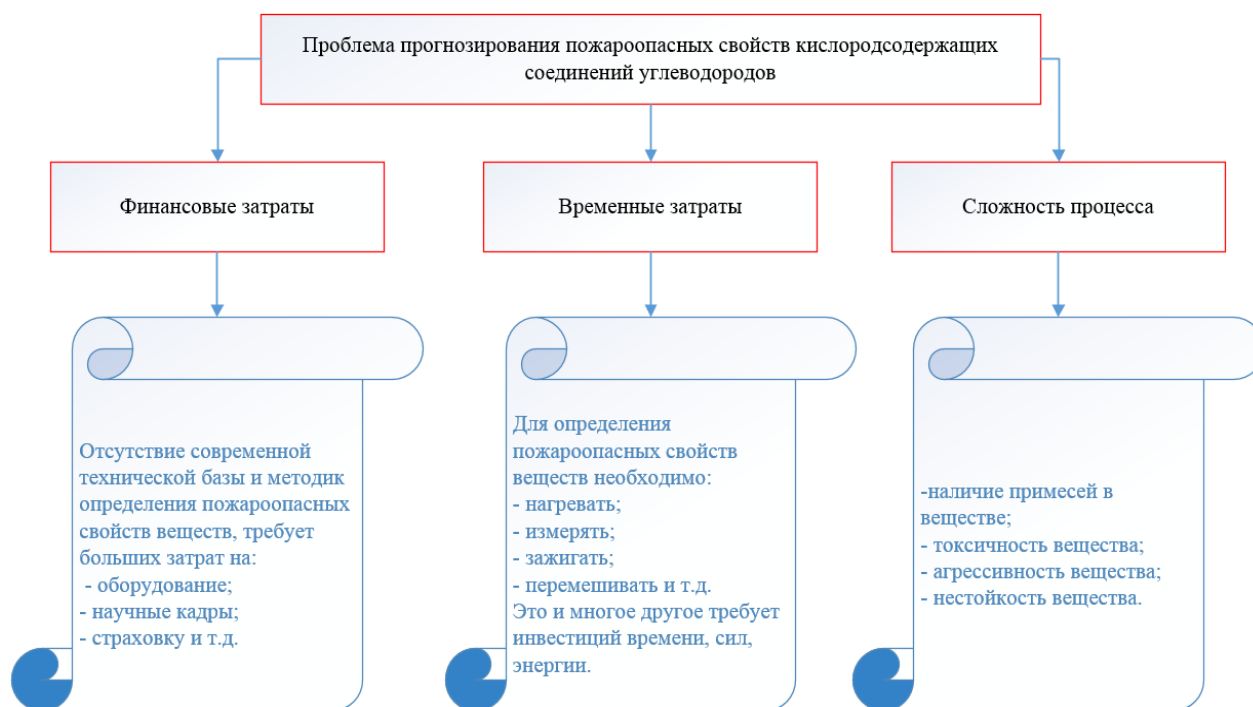 Проблема прогнозирования пожароопасных свойств кислородсодержащих
соединений углеводородов
Финансовые затраты
Временные затраты
Сложность процесса
Отсутствие современной
технической базы и методик
определения пожароопасных
свойств веществ, требует
больших затрат на:
- оборудование;
- научные кадры;
- страховку и т.д.
Для определения
пожароопасных свойств
веществ необходимо:
- нагревать;
- измерять;
- зажигать;
- перемешивать и т.д.
Это и многое другое требует
инвестиций времени, сил,
энергии.
-наличие примесей в
веществе;
- токсичность вещества;
- агрессивность вещества;
- нестойкость вещества.